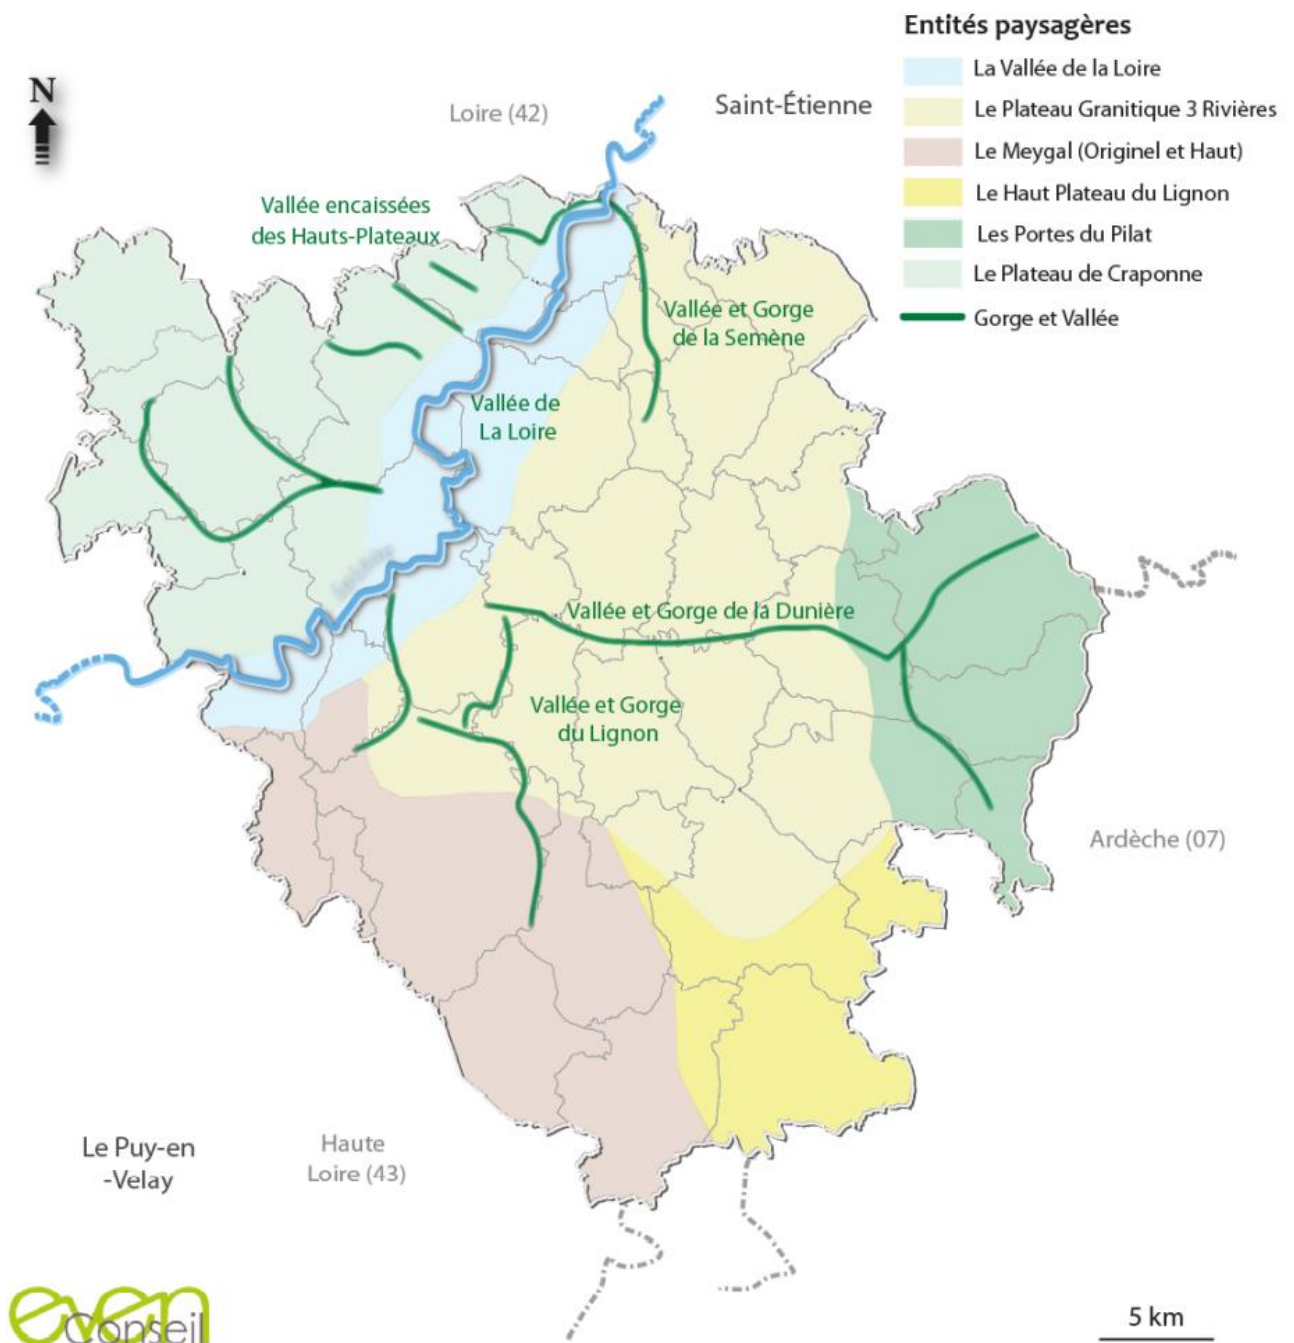 Entités paysagères
La Vallée de la Loire
Le Plateau Granitique 3 Rivières
Le Meygal (Originel et Haut)
Le Haut Plateau du Lignon
Les Portes du Pilat
Le Plateau de Craponne
Gorge et Vallée
N
Loire (42)
Saint-Étienne
Vallée encaissées
des Hauts-Plateaux
Vallée et Gorge
de la Semène
Vallée de
La Loire
Vallée et Gorge de la Dunière
Vallée et Gorge
du Lignon
Ardèche (07)
Le Puy-en
-Velay
Haute
Loire (43)
even
Conseil
5 km